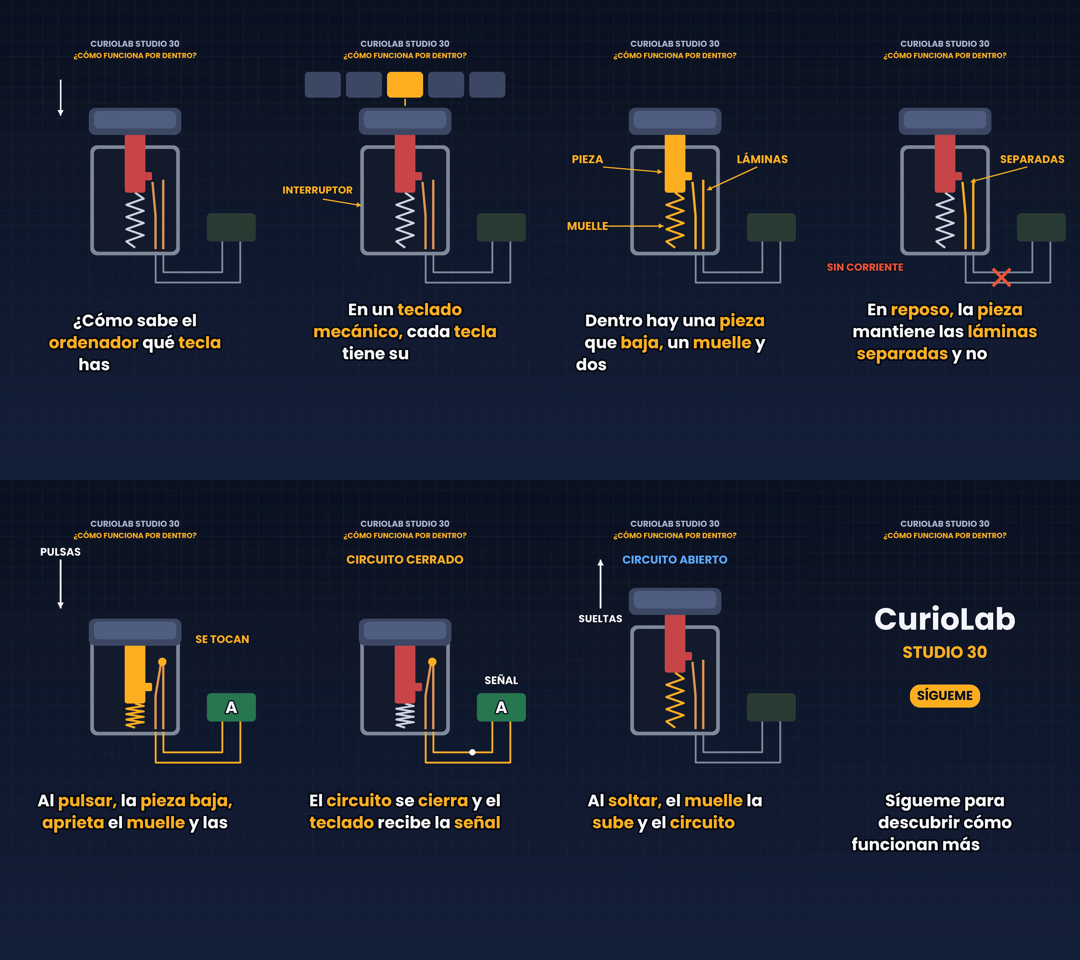 CURIOLAB STUDIO 30
¿CÓMO FUNCIONA POR DENTRO?
¿Cómo sabe el
ordenador qué tecla
has
CURIOLAB STUDIO 30
¿CÓMO FUNCIONA POR DENTRO?
INTERRUPTOR
En un teclado
mecánico, cada tecla
tiene su
CURIOLAB STUDIO 30
¿CÓMO FUNCIONA POR DENTRO?
PIEZA
LÁMINAS
MUELLE
Dentro hay una pieza
que baja, un muelle y
dos
CURIOLAB STUDIO 30
¿CÓMO FUNCIONA POR DENTRO?
SEPARADAS
SIN CORRIENTE
En reposo, la pieza
mantiene las láminas
separadas y no
CURIOLAB STUDIO 30
¿CÓMO FUNCIONA POR DENTRO?
PULSAS
SE TOCAN
A
Al pulsar, la pieza baja,
aprieta el muelle y las
CURIOLAB STUDIO 30
¿CÓMO FUNCIONA POR DENTRO?
CIRCUITO CERRADO
SEÑAL
A
El circuito se cierra y el
teclado recibe la señal
CURIOLAB STUDIO 30
¿CÓMO FUNCIONA POR DENTRO?
CIRCUITO ABIERTO
SUELTAS
Al soltar, el muelle la
sube y el circuito
CURIOLAB STUDIO 30
¿CÓMO FUNCIONA POR DENTRO?
CurioLab
STUDIO 30
SÍGUEME
Sígueme para
descubrir cómo
funcionan más